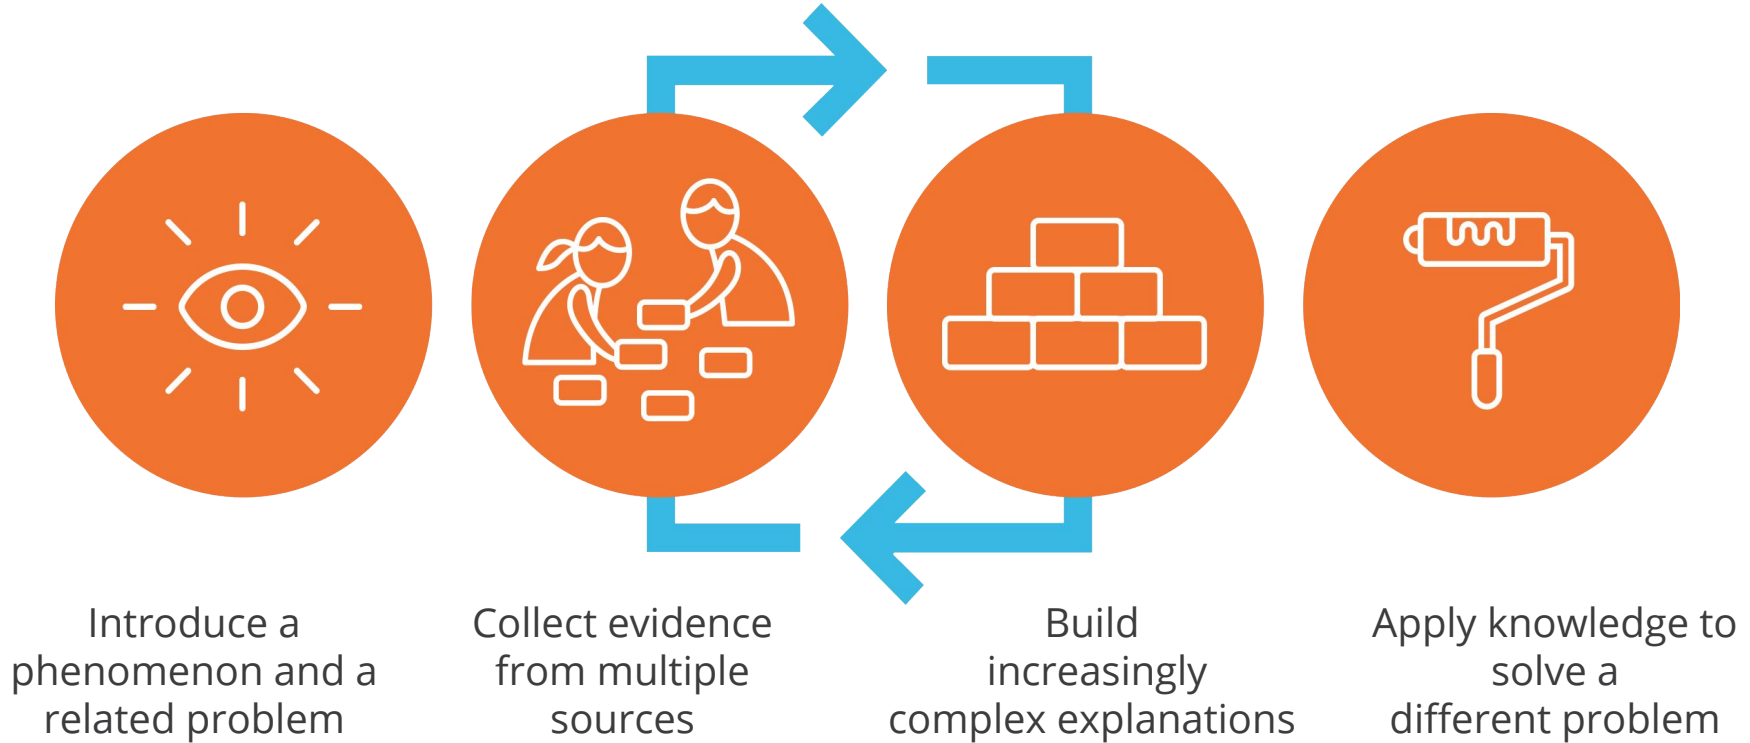 Introduce a
phenomenon and a
related problem
Collect evidence
from multiple
sources
Build
increasingly
complex explanations
Apply knowledge to
solve a
different problem